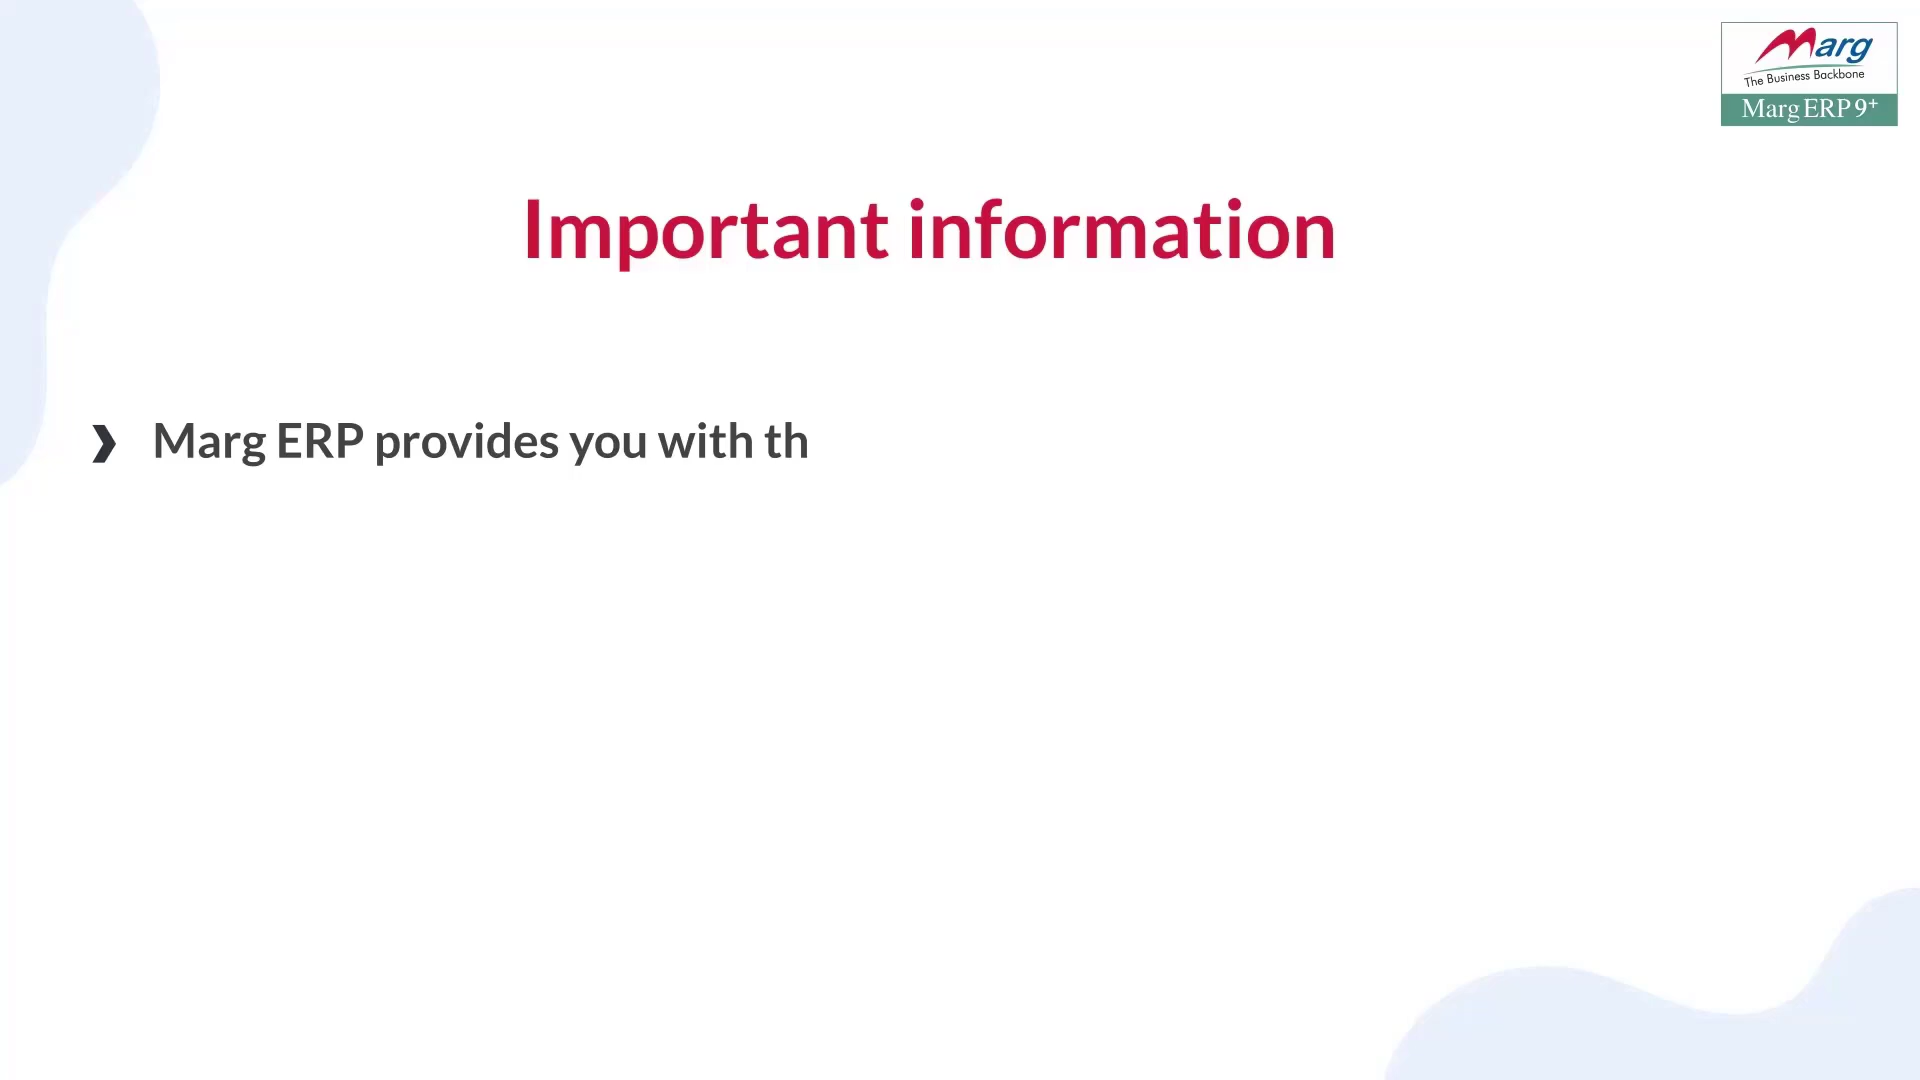 Marg
The Business Backbone
Marg ERP 9+
Important information
❯ Marg ERP provides you with th